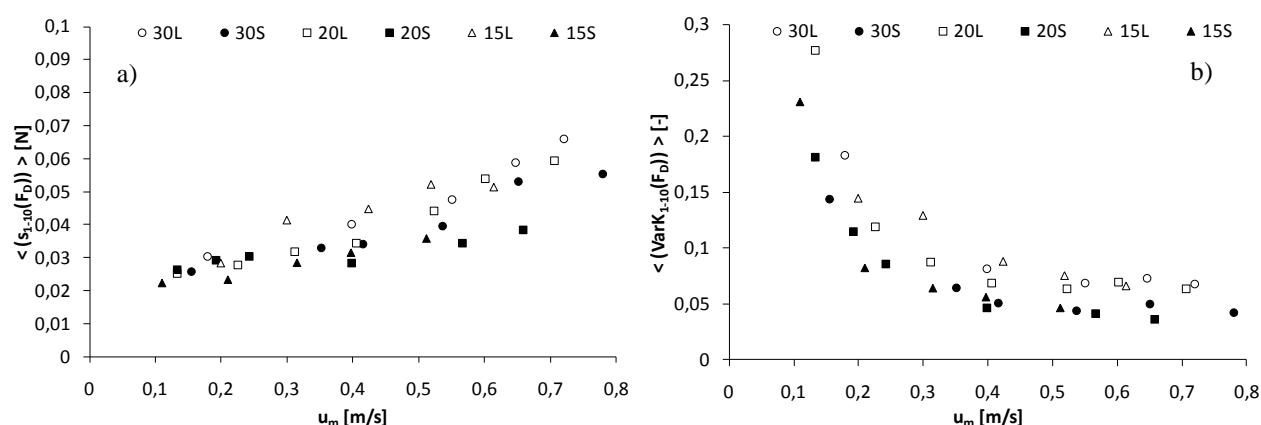 0,1
0,09
0,08
0,07
0,06
0,05
0,04
0,03
0,02
0,01
0
30L 30S 20L 20S 15L 15S
a)
< (s1-10(FD)) > [N]
0 0,1 0,2 0,3 0,4 0,5 0,6 0,7 0,8
um [m/s]
0,3
0,25
0,2
0,15
0,1
0,05
0
30L 30S 20L 20S 15L 15S
b)
< (VarK1-10(FD)) > [-]
0 0,1 0,2 0,3 0,4 0,5 0,6 0,7 0,8
um [m/s]